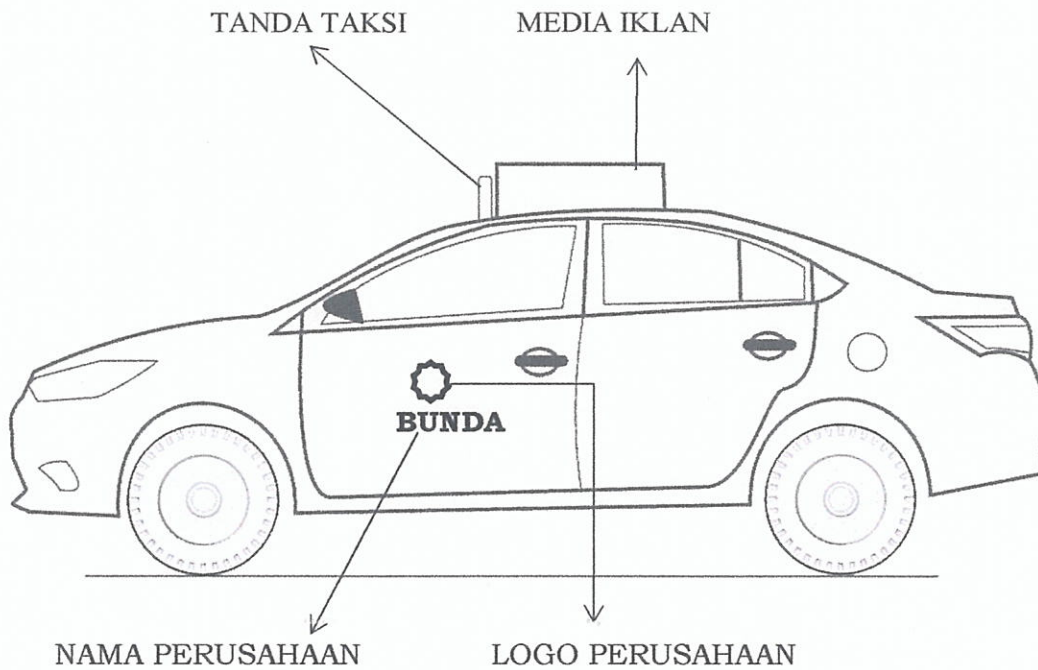 TANDA TAKSI
MEDIA IKLAN
BUNDA
NAMA PERUSAHAAN
LOGO PERUSAHAAN